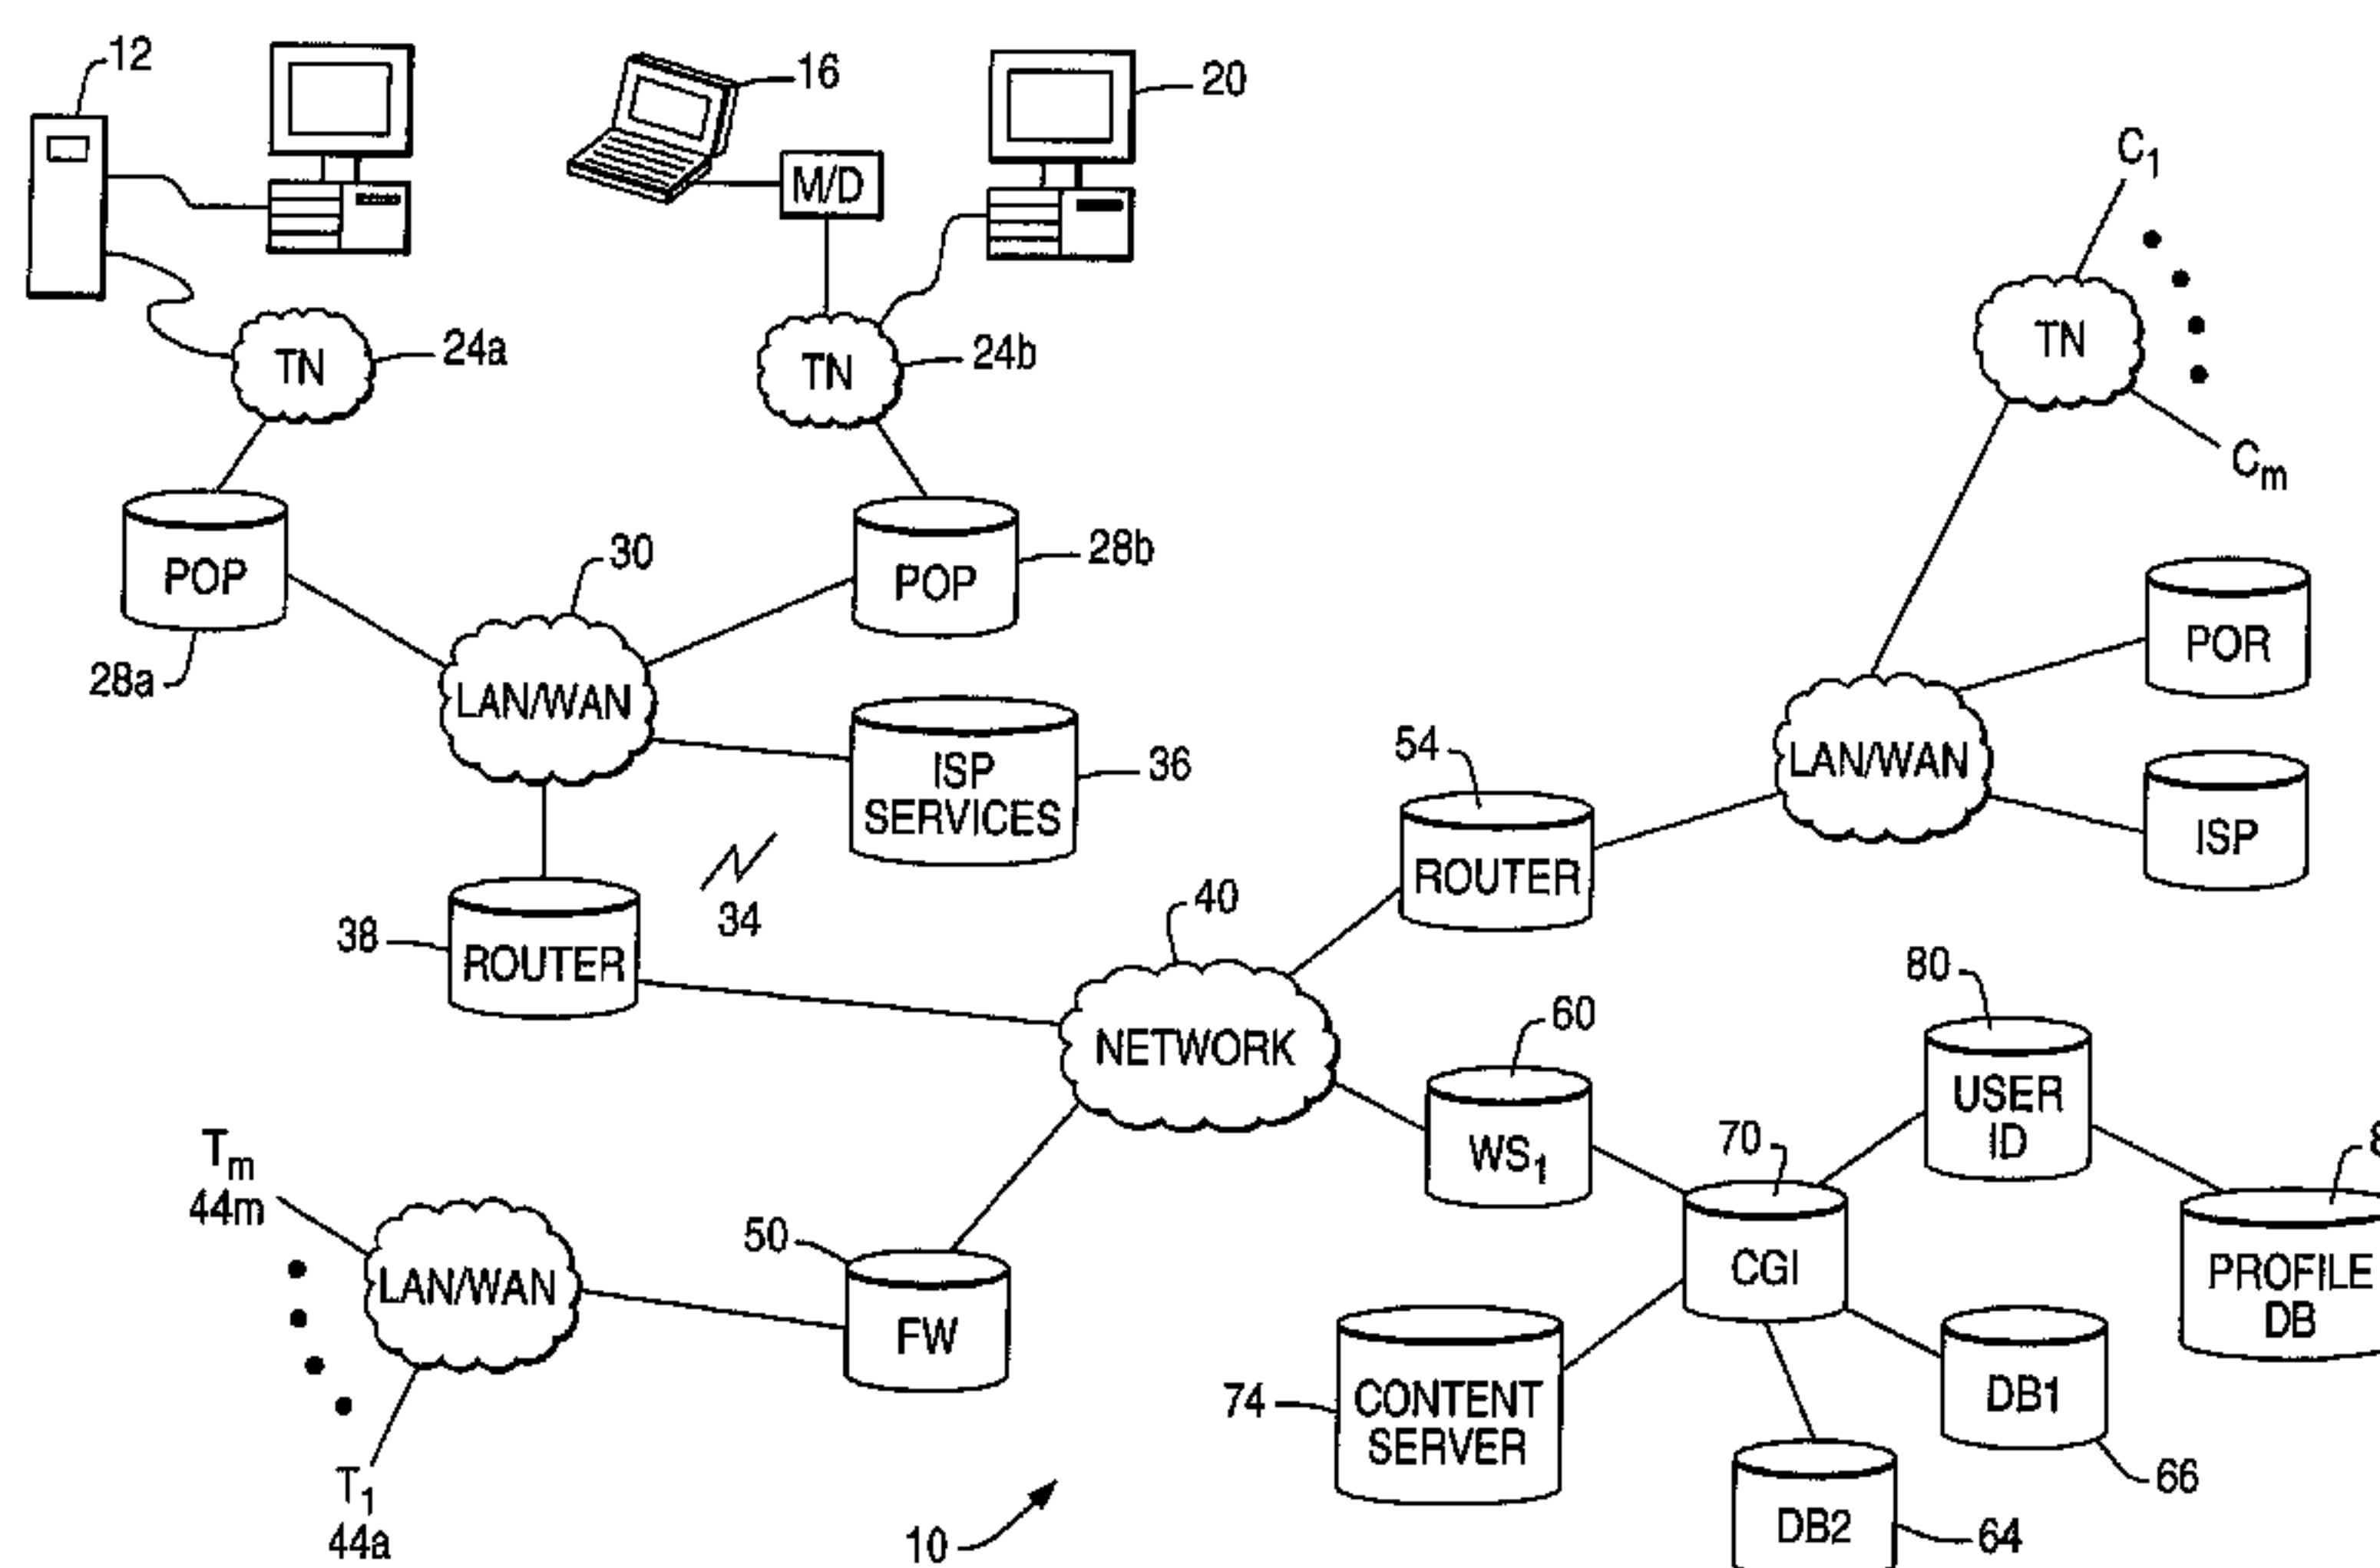 12
16
20
M/D
C1
TN
24a
TN
24b
TN
Cm
POP
28a
30
POP
28b
LAN/WAN
POR
ISP
SERVICES
36
54
LAN/WAN
ISP
34
38
ROUTER
ROUTER
40
NETWORK
60
WS1
80
USER
ID
70
CGI
PROFILE
DB
Tm
44m
LAN/WAN
50
FW
74
CONTENT
SERVER
DB1
66
T1
44a
10
DB2
64